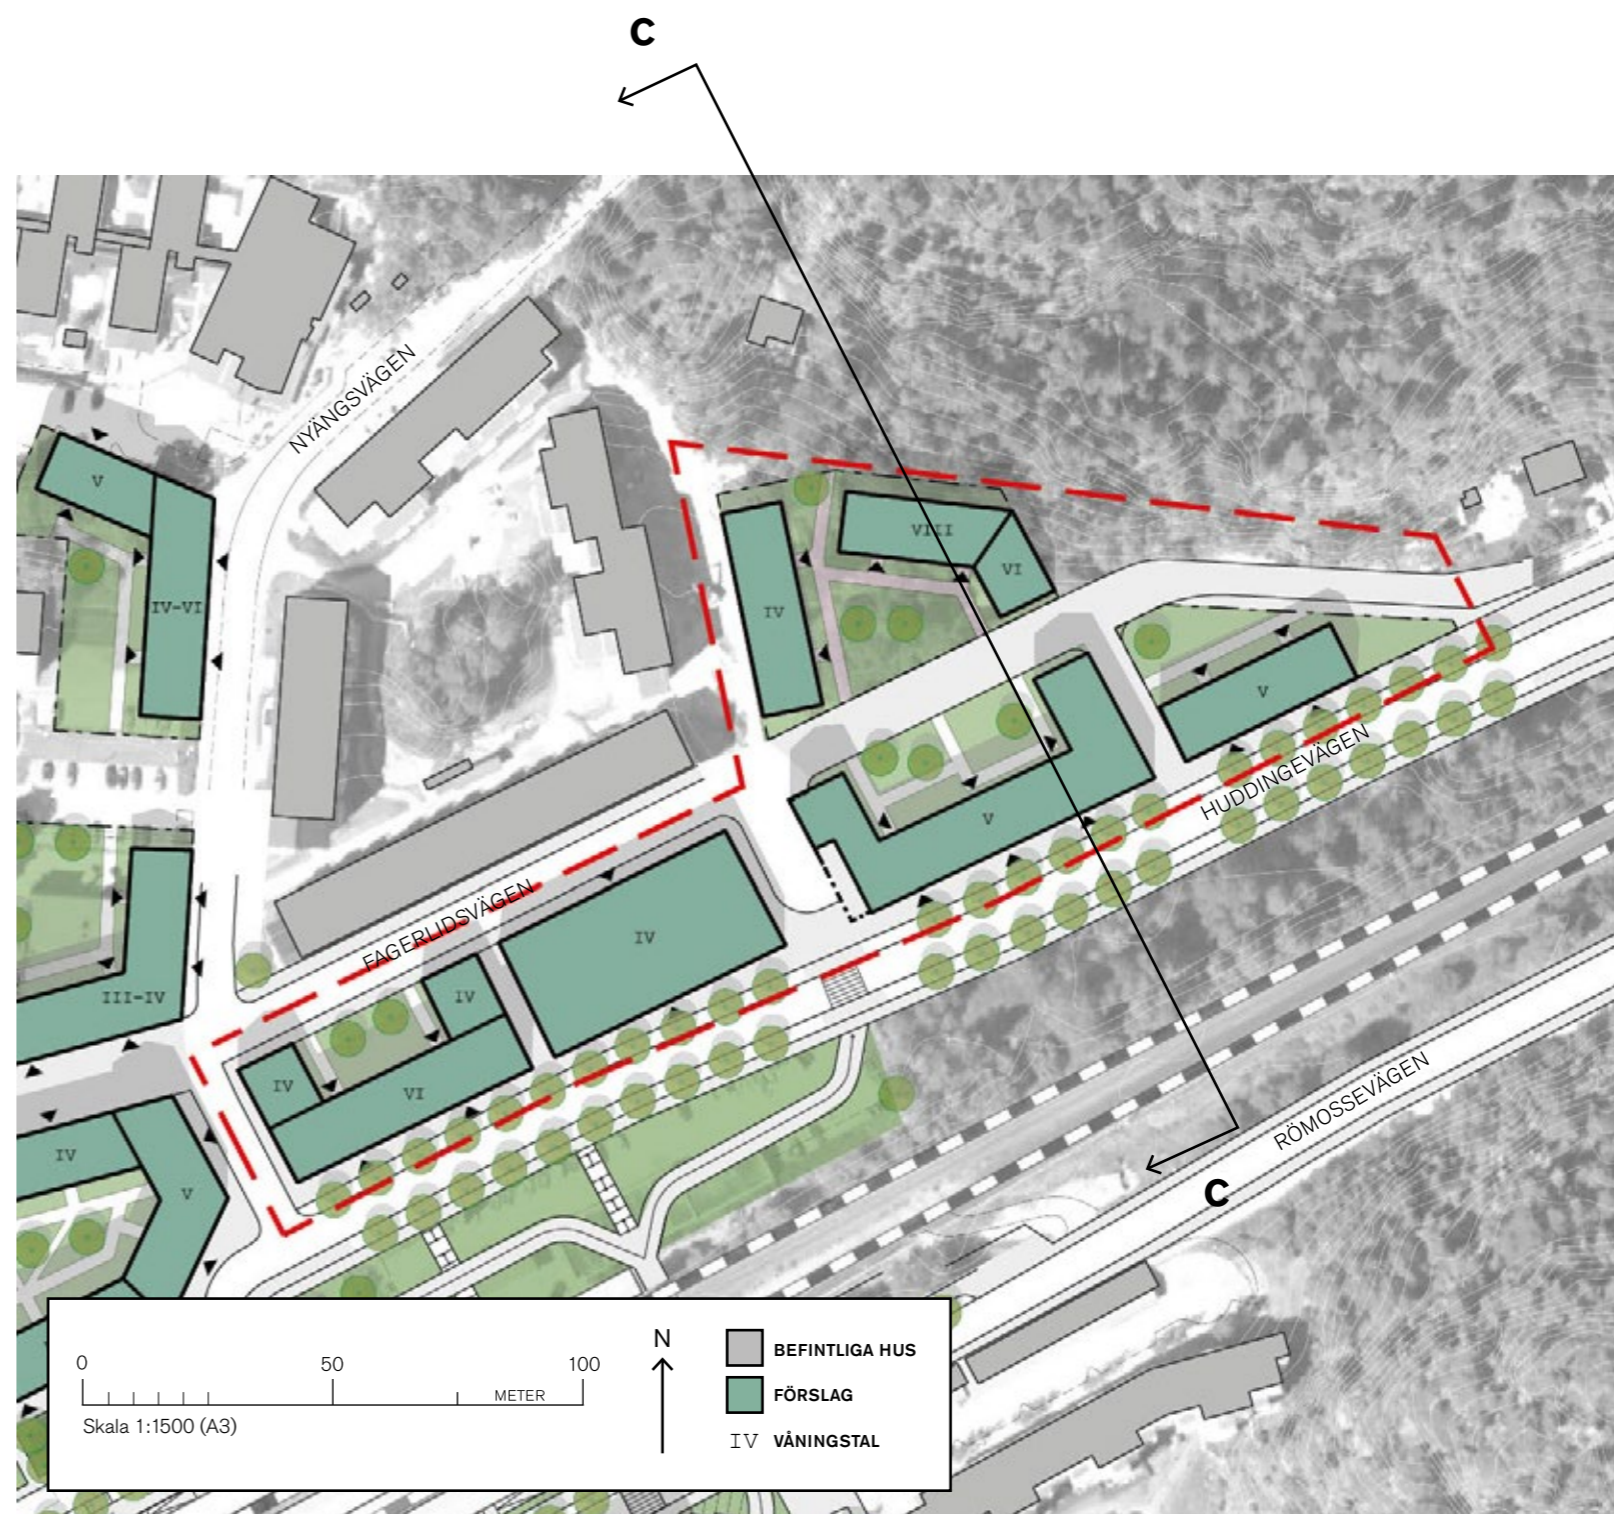 C
NYÄNGSVÄGEN
V
IV-VI
VIII
VI
IV
V
V
HUDDINGEVÄGEN
FAGERLIDSVÄGEN
IV
III-IV
IV
IV
VI
IV
V
RÖMOSSEVÄGEN
C
0 50 100
METER
Skala 1:1500 (A3)
N
BEFINTLIGA HUS
FÖRSLAG
IV VÅNINGSTAL